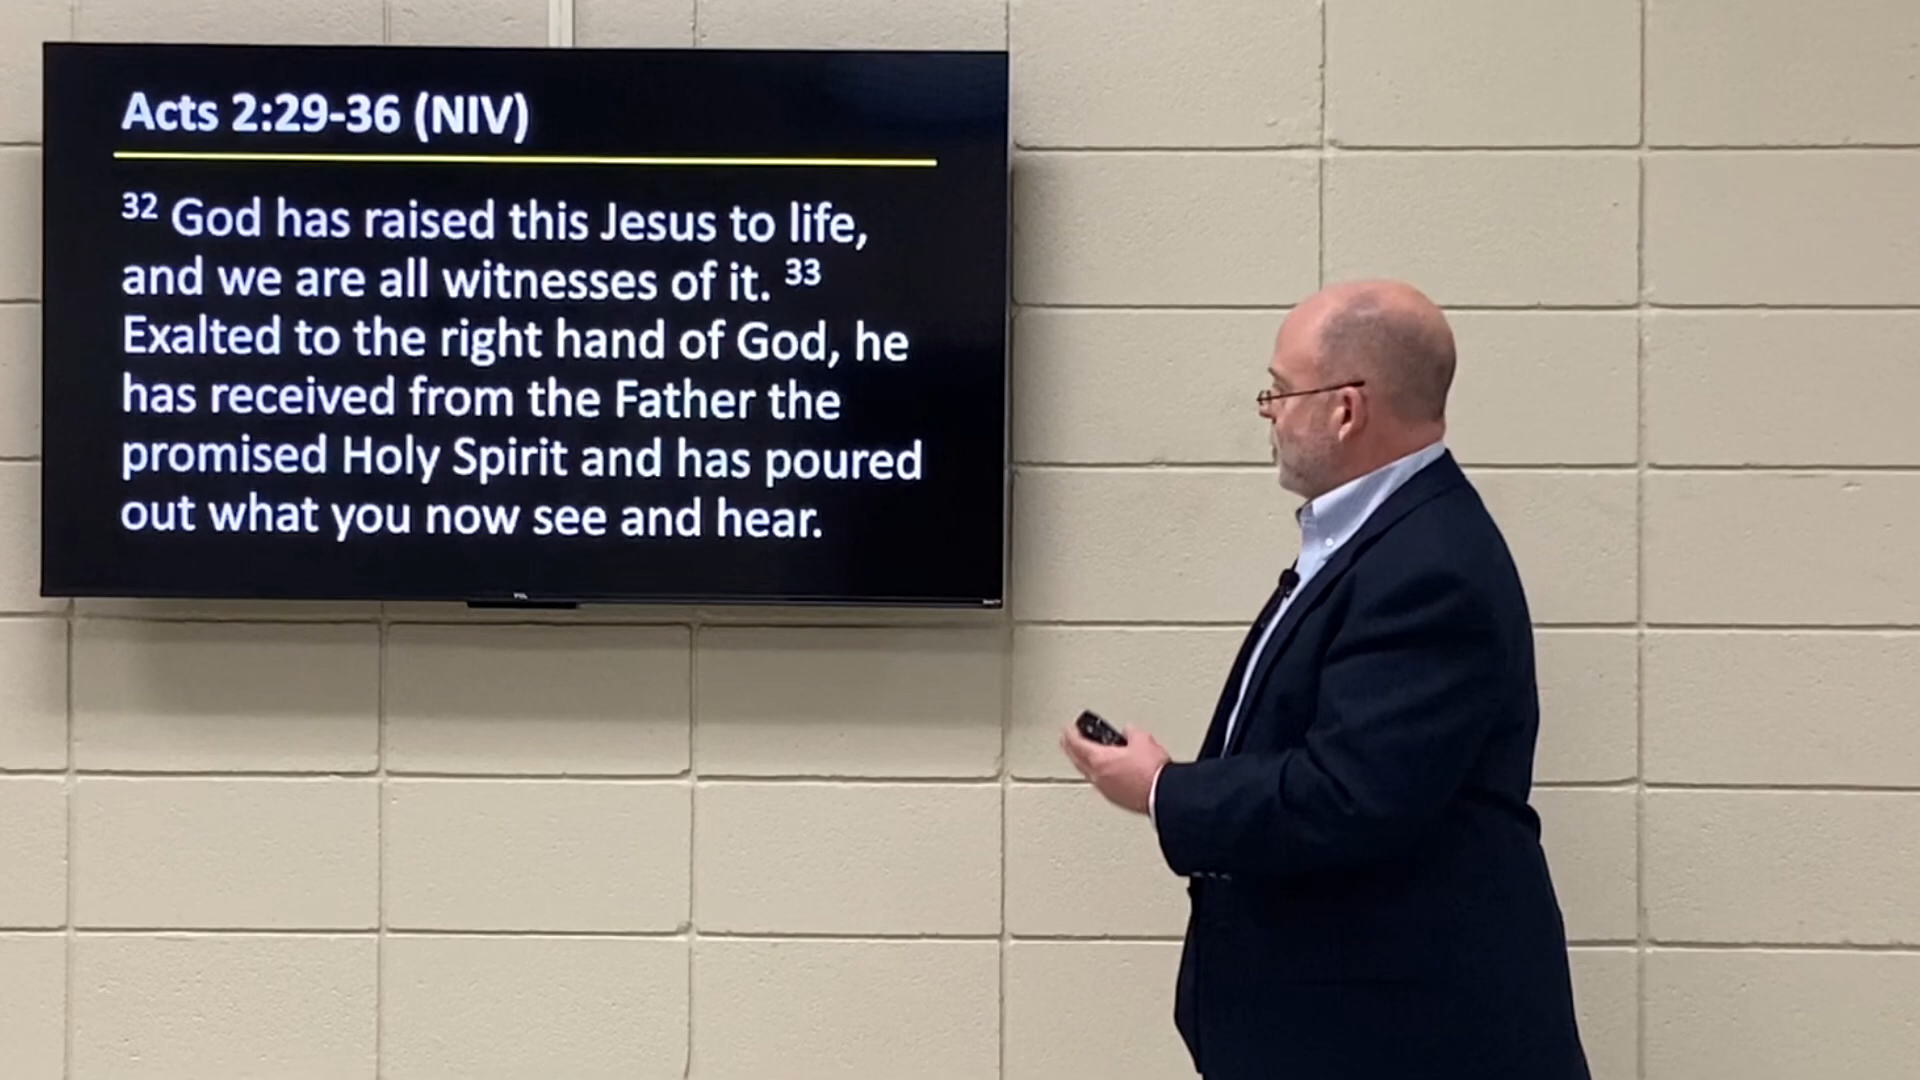 Acts 2:29-36 (NIV)
32 God has raised this Jesus to life,
and we are all witnesses of it. 33
Exalted to the right hand of God, he
has received from the Father the
promised Holy Spirit and has poured
out what you now see and hear.
TCL